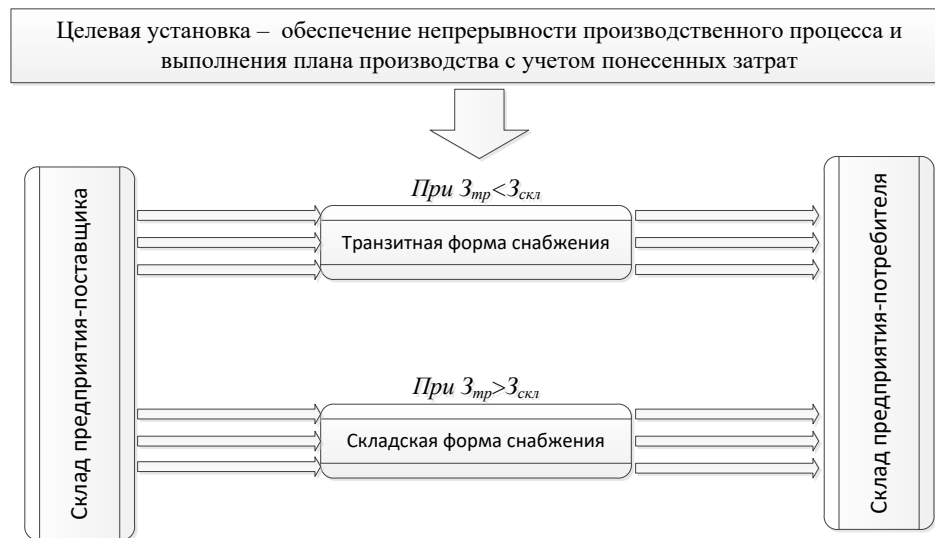 Целевая установка – обеспечение непрерывности производственного процесса и
выполнения плана производства с учетом понесенных затрат
Склад предприятия-поставщика
При Зтр<Зскл
Транзитная форма снабжения
При Зтр>Зскл
Складская форма снабжения
Склад предприятия-потребителя